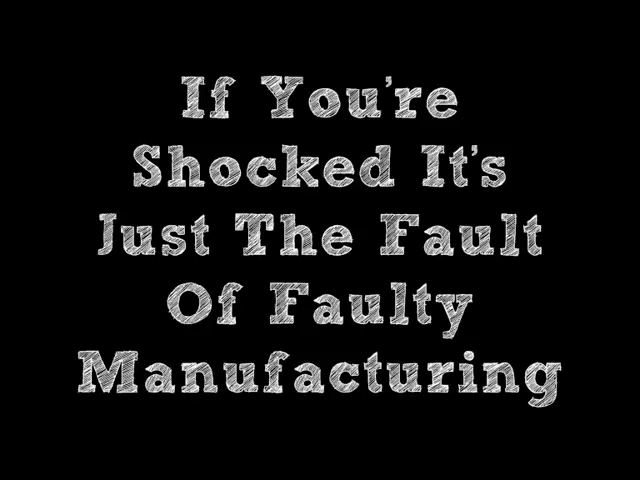 If You're
Shocked It's
Just The Fault
Of Faulty
Manufacturing